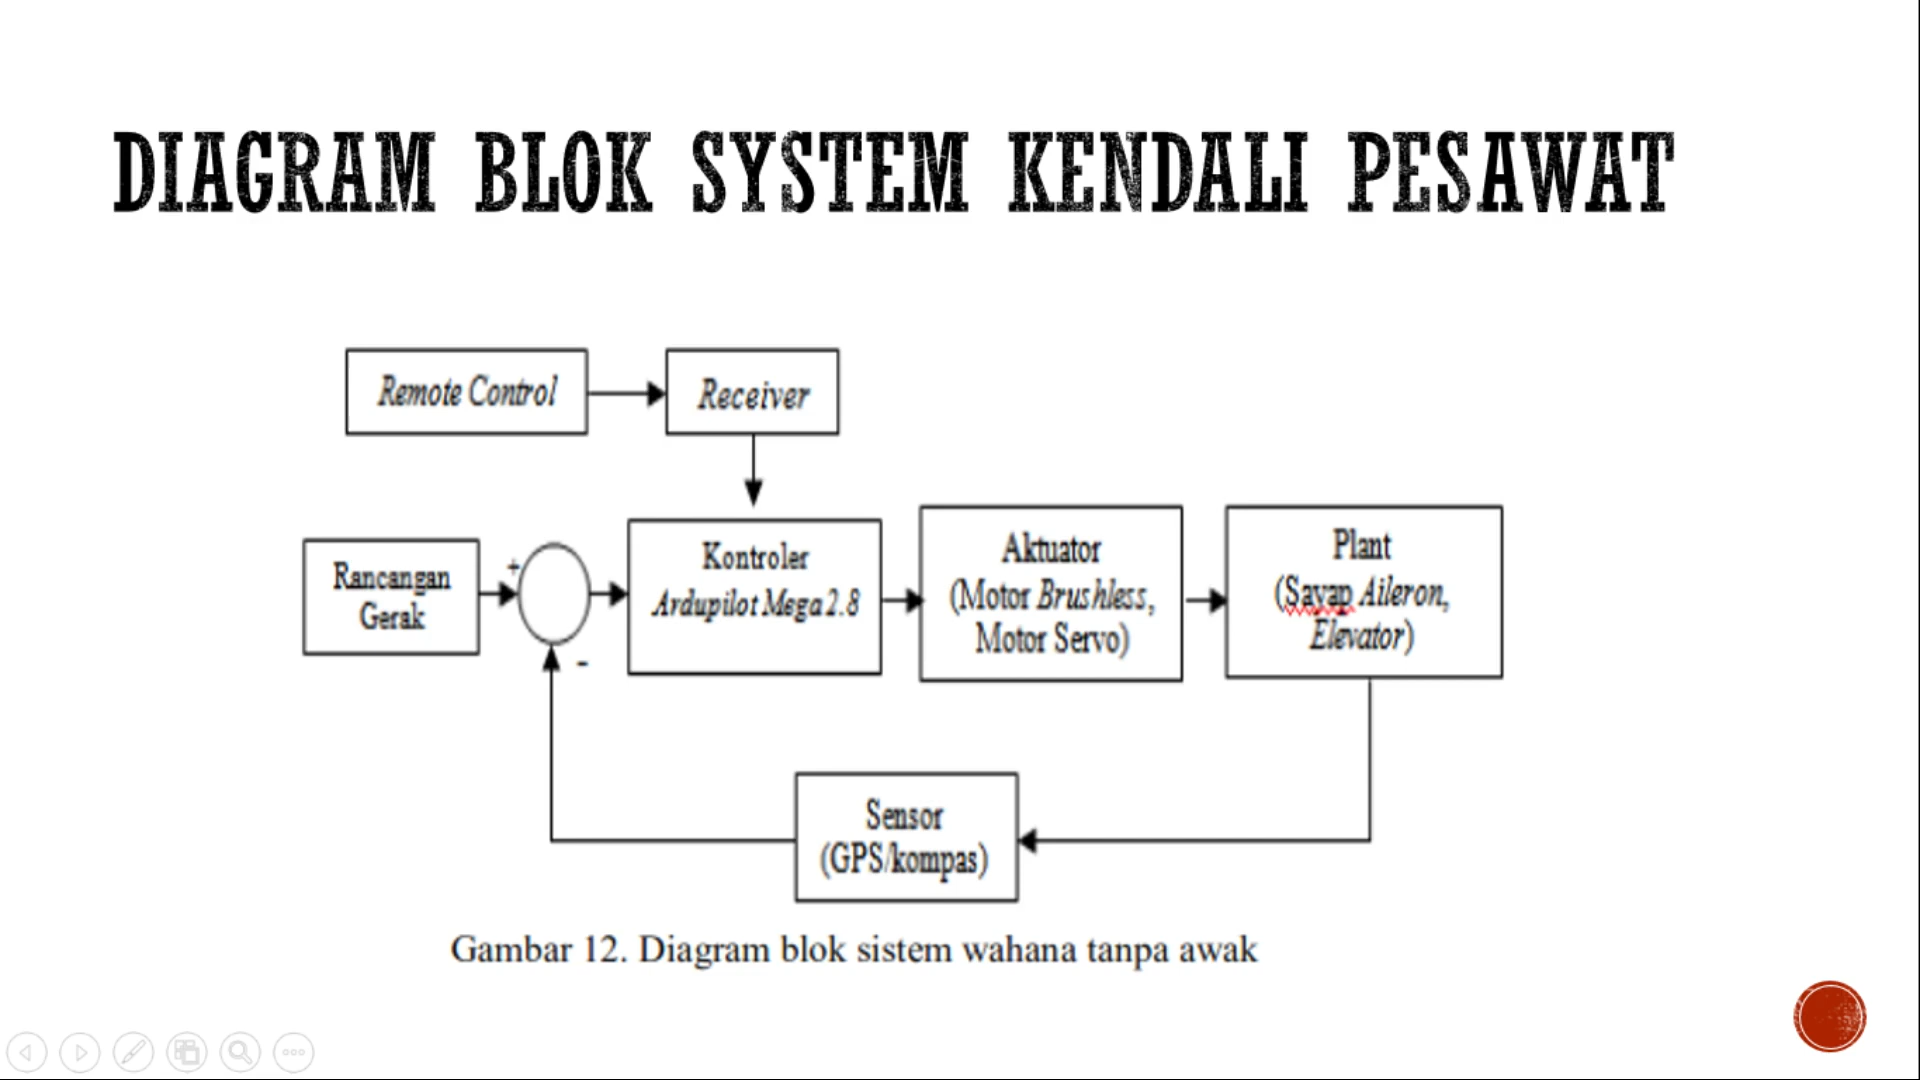 DIAGRAM BLOK SYSTEM KENDALI PESAWAT
Remote Control
Receiver
Rancangan
Gerak
+
-
Kontroler
Ardupilot Mega 2.8
Aktuator
(Motor Brushless,
Motor Servo)
Plant
(Sayap Aileron,
Elevator)
Sensor
(GPS/kompas)
Gambar 12. Diagram blok sistem wahana tanpa awak